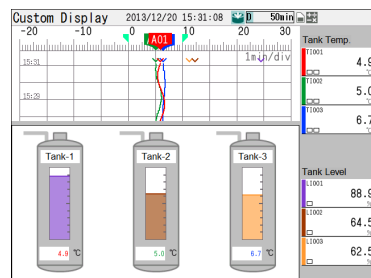 Custom Display 2013/12/20 15:31:08 D 50min
-20 -10 0 10 20 30
A01
1min/div
15:31
15:29
Tank Temp.
TI001
4.9
℃
TI002
5.0
℃
TI003
6.7
℃
Tank-1
Tank-2
Tank-3
4.9 ℃
5.0 ℃
6.7 ℃
Tank Level
LI001
88.9
%
LI002
64.5
%
LI003
62.5
%